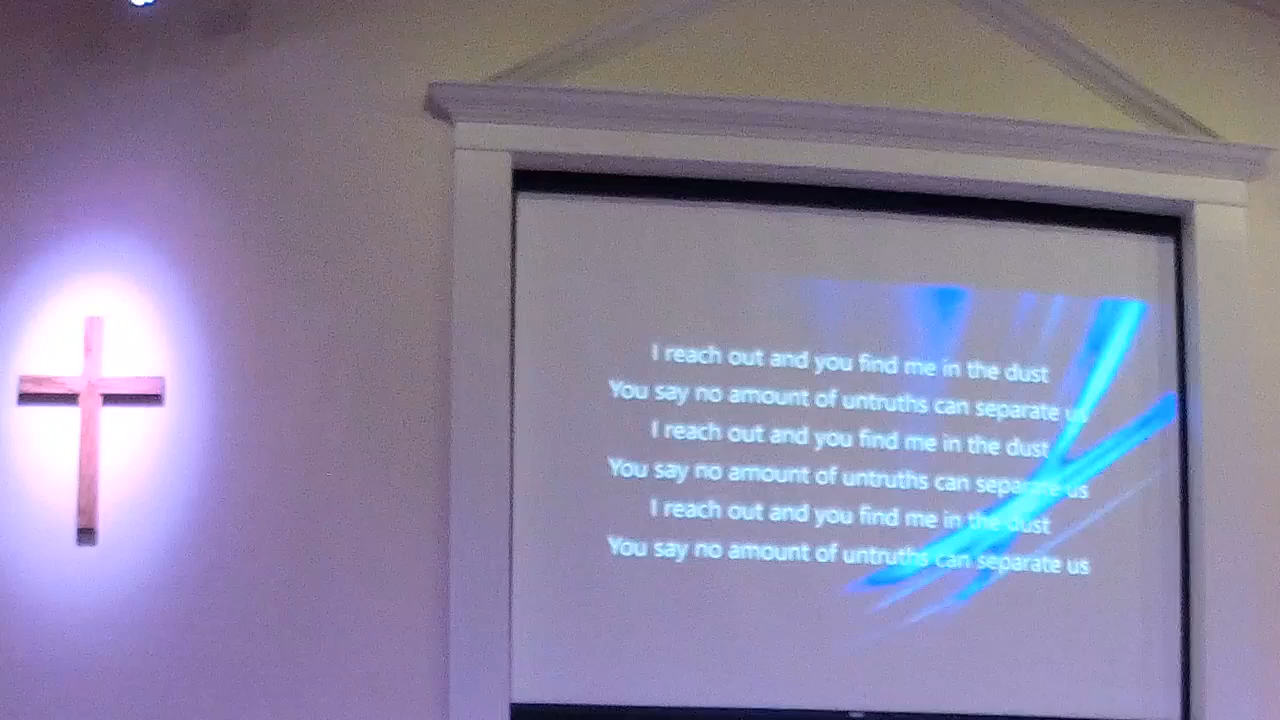 I reach out and you find me in the dust
You say no amount of untruths can separate us
I reach out and you find me in the dust
You say no amount of untruths can separate us
I reach out and you find me in the dust
You say no amount of untruths can separate us